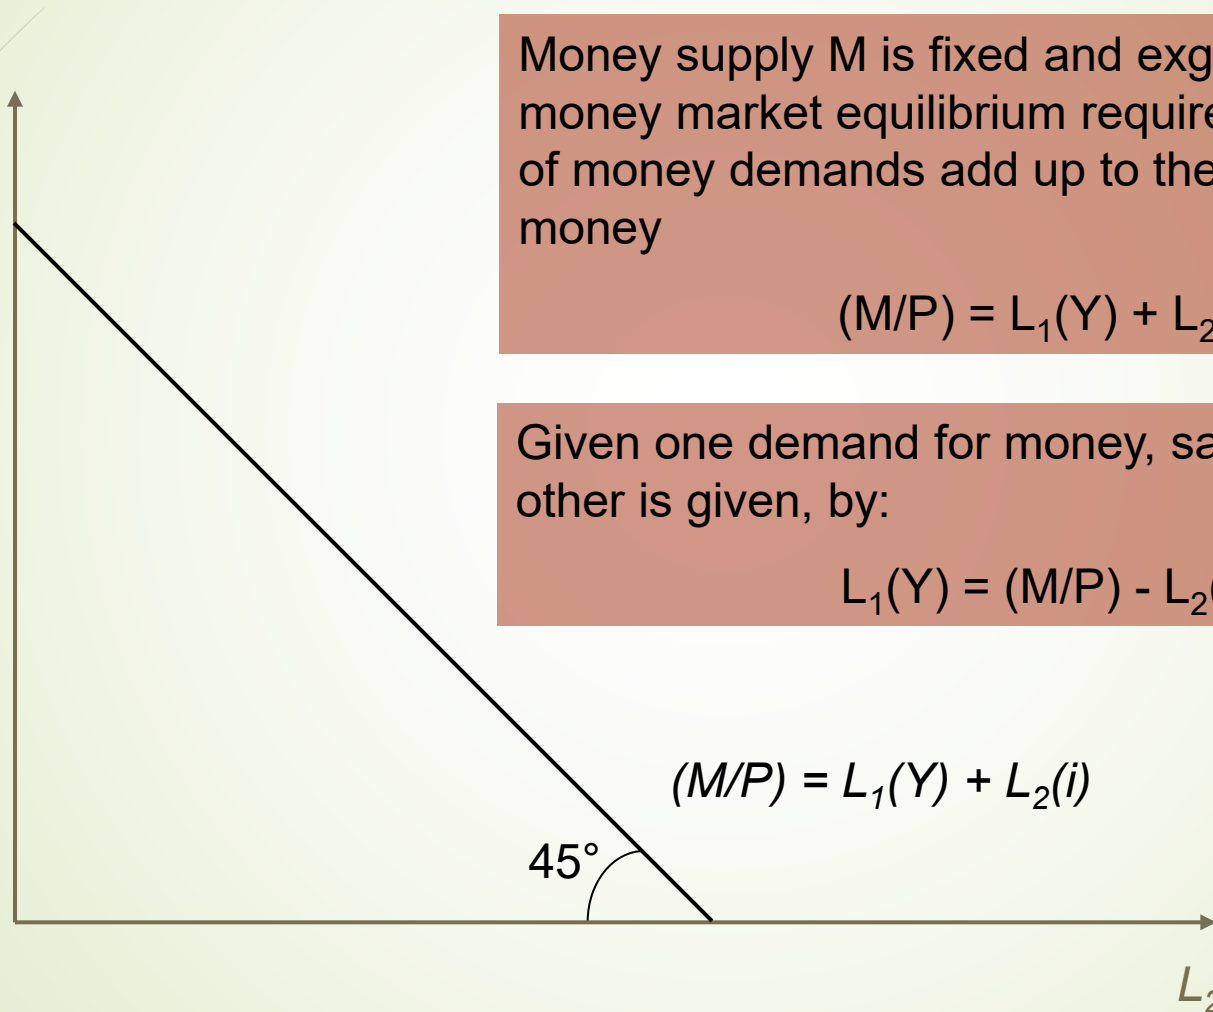 Money supply M is fixed and exg
money market equilibrium require
of money demands add up to the
money
(M/P) = L₁(Y) + L₂
Given one demand for money, sa
other is given, by:
L₁(Y) = (M/P) - L₂(
(M/P) = L₁(Y) + L₂(i)
45°
L₂